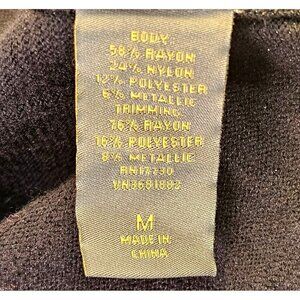 BODY:
58% RAYON
24% NYLON
12% POLYESTER
6% METALLIC
TRIMMING
76% RAYON
16% POLYESTER
8% METALLIC
RN17730
M
MADE IN
CHINA